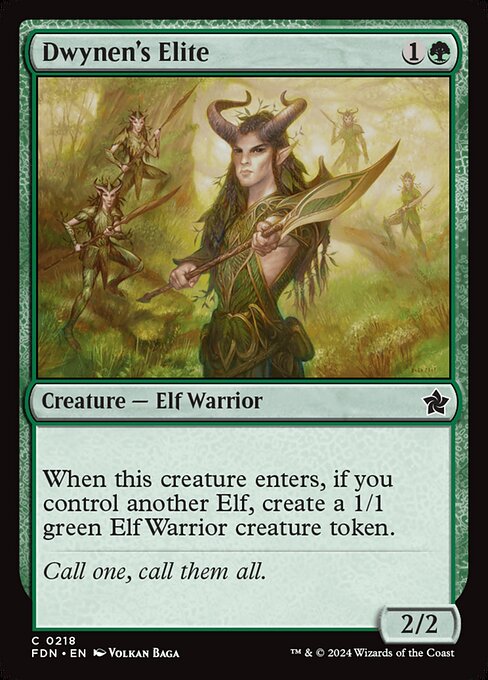 Dwynen's Elite 1
Creature — Elf Warrior
When this creature enters, if you
control another Elf, create a 1/1
green Elf Warrior creature token.
Call one, call them all.
2/2
C 0218
FDN • EN Volkan Baga ™ & © 2024 Wizards of the Coast